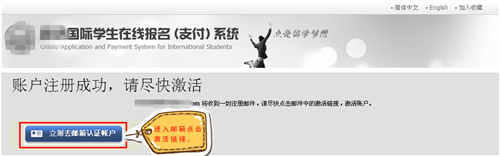 简体中文 English 加入收藏
国际学生在线报名(支付)系统
Application and Payment System for International Students
点亮留学梦想
账户注册成功，请尽快激活
.com 将收到一封注册邮件，请尽快点击邮件中的激活链接，激活账户。
立刻去邮箱认证帐户
进入邮箱点击
激活链接。